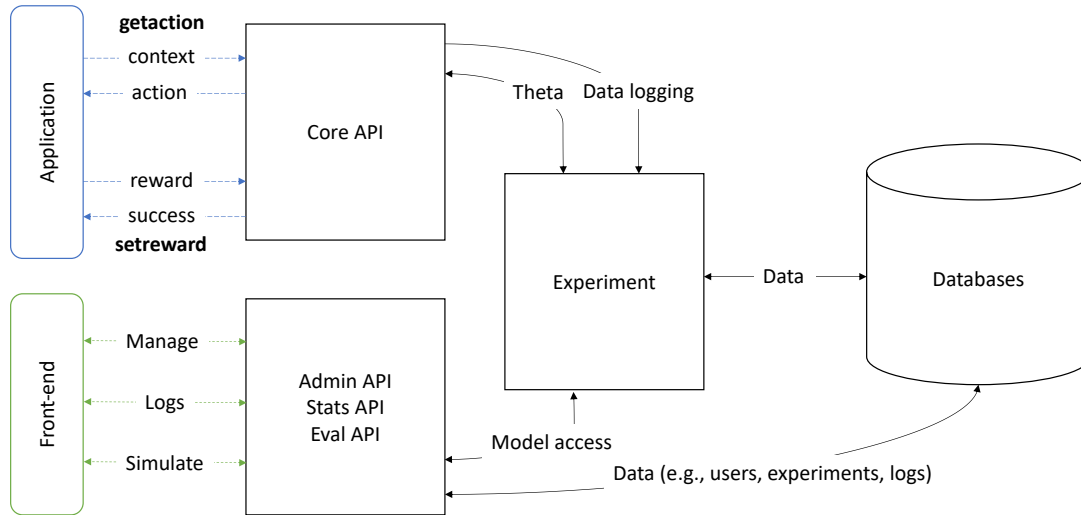 getaction
context
action
reward
success
setreward
Application
Core API
Theta
Data logging
Experiment
Data
Databases
Front-end
Manage
Logs
Simulate
Admin API
Stats API
Eval API
Model access
Data (e.g., users, experiments, logs)